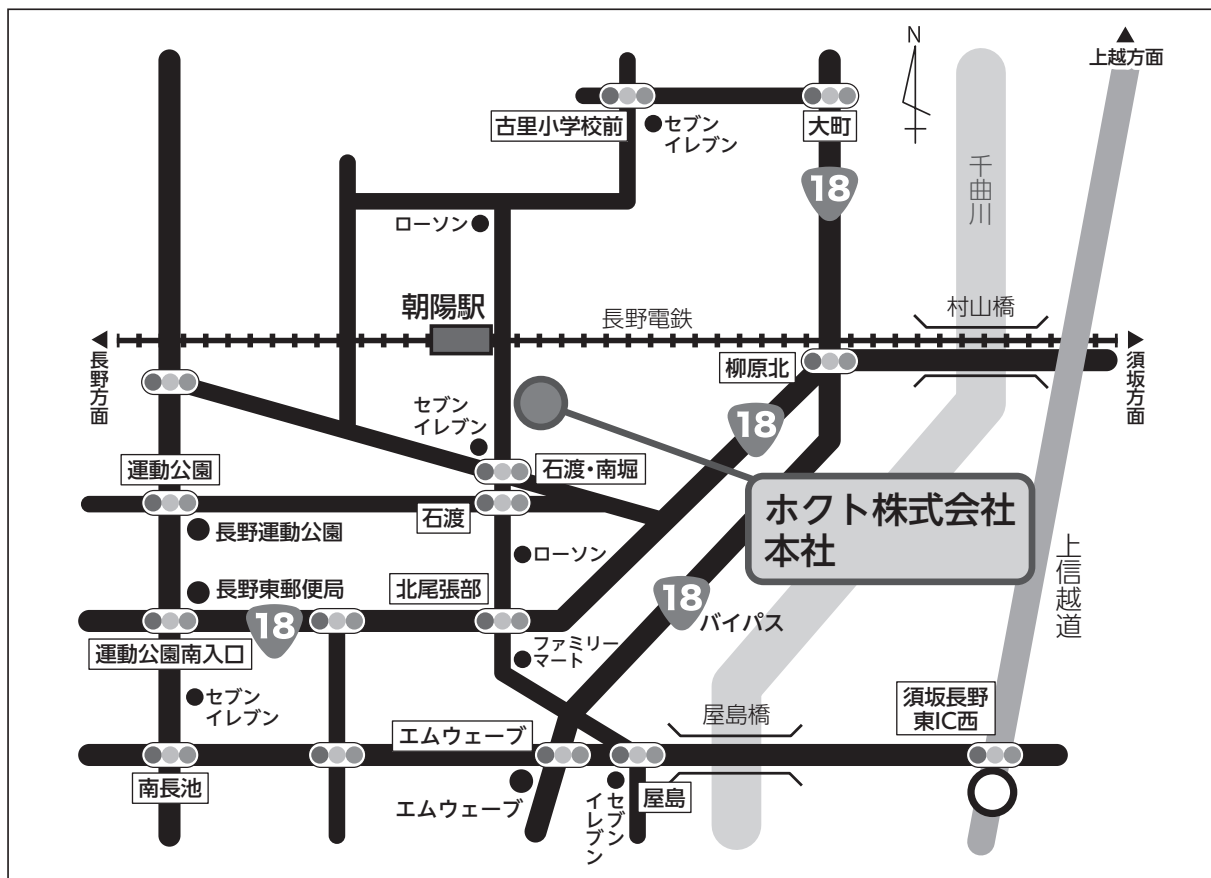 N
上越方面
古里小学校前
セブン
イレブン
大町
18
千曲川
ローソン
朝陽駅
長野電鉄
村山橋
長野方面
須坂方面
柳原北
セブン
イレブン
18
運動公園
石渡・南堀
ホクト株式会社
本社
長野運動公園
石渡
ローソン
上信越道
長野東郵便局
北尾張部
18
18
バイパス
運動公園南入口
ファミリー
マート
セブン
イレブン
須坂長野
東IC西
エムウェーブ
屋島橋
南長池
エムウェーブ
セブン
イレブン
屋島